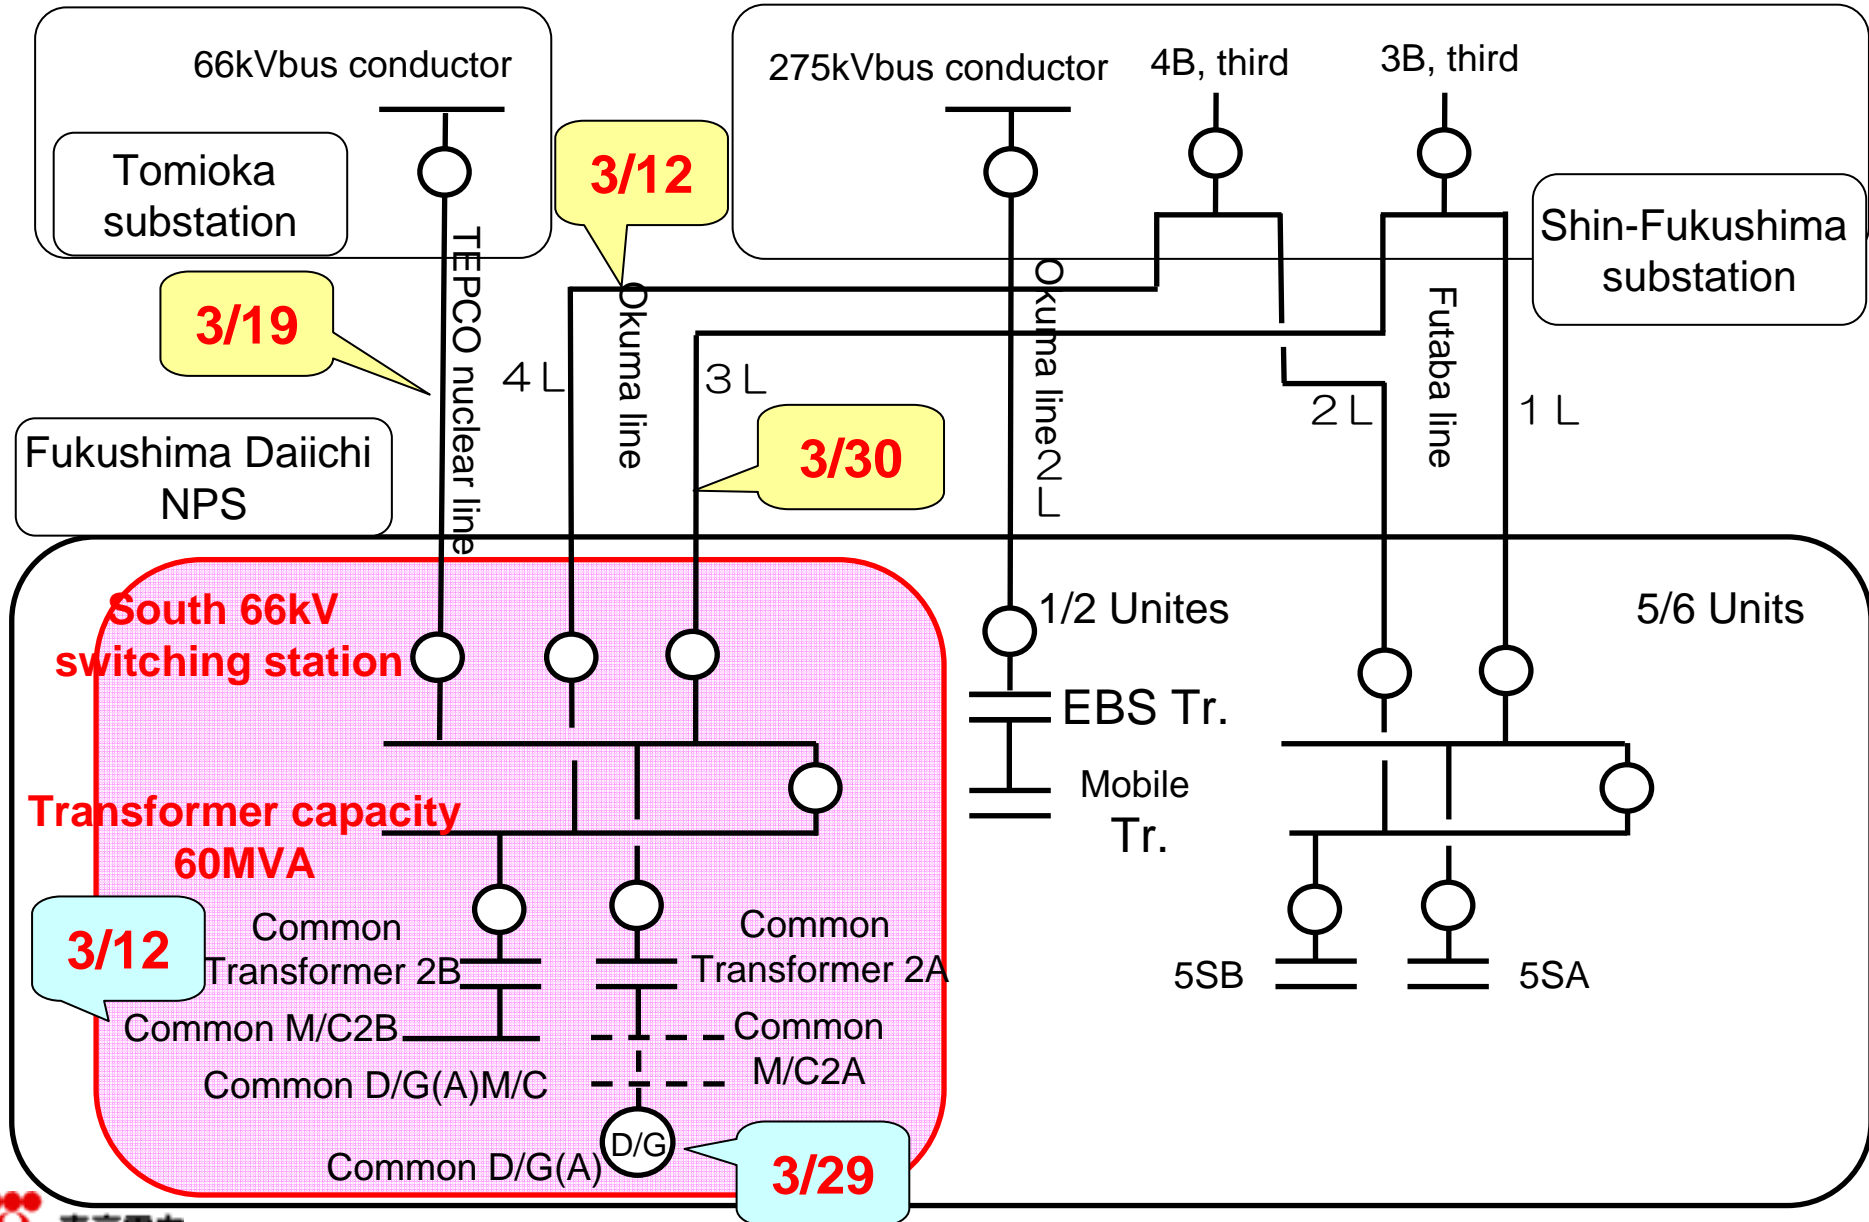 66kVbus conductor
275kVbus conductor
4B, third
3B, third
Tomioka
substation
3/12
Shin-Fukushima
substation
3/19
TEPCO nuclear line
4L
Okuma line
3L
Okuma line2L
2L
Futaba line
1L
Fukushima Daiichi
NPS
3/30
South 66kV
switching station
1/2 Unites
5/6 Units
EBS Tr.
Mobile
Tr.
Transformer capacity
60MVA
3/12
Common
Transformer 2B
Common
Transformer 2A
5SB
5SA
Common M/C2B
Common
M/C2A
Common D/G(A)M/C
D/G
Common D/G(A)
3/29